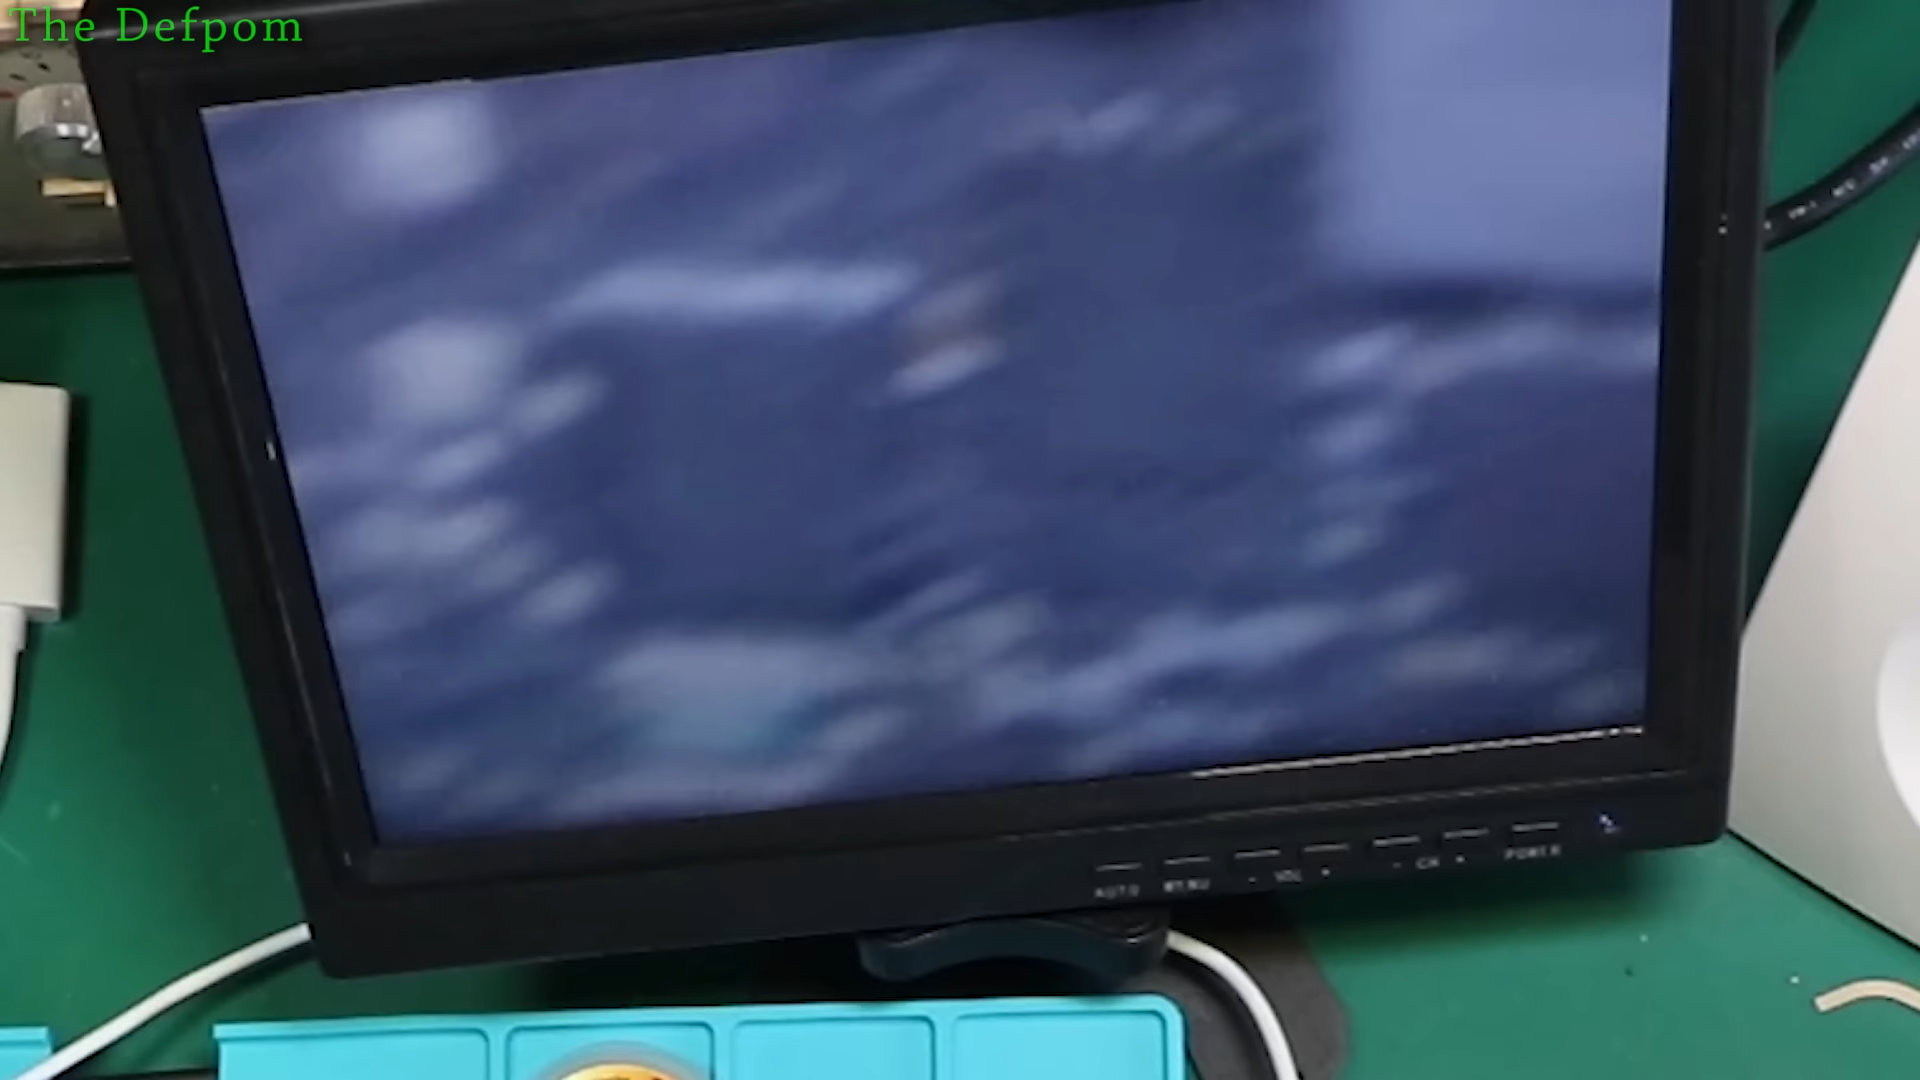 The Defpom
AUTO MENU - VOL + - CH + POWER